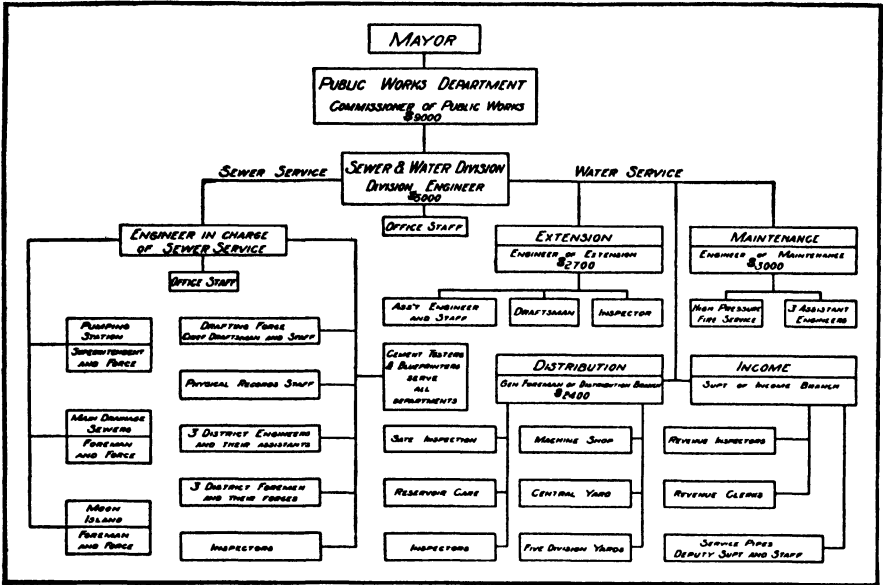 MAYOR
PUBLIC WORKS DEPARTMENT
COMMISSIONER OF PUBLIC WORKS
$9000
SEWER SERVICE
SEWER & WATER DIVISION
DIVISION ENGINEER
$5000
WATER SERVICE
OFFICE STAFF
ENGINEER IN CHARGE
OF SEWER SERVICE
OFFICE STAFF
EXTENSION
ENGINEER OF EXTENSION
$2700
MAINTENANCE
ENGINEER OF MAINTENANCE
$3000
ASS'T ENGINEER
AND STAFF
DRAFTSMAN
INSPECTOR
HIGH PRESSURE
FIRE SERVICE
3 ASSISTANT
ENGINEERS
PUMPING
STATION
SUPERINTENDENT
AND FORCE
MAIN DRAINAGE
SEWERS
FOREMAN
AND FORCE
MOON
ISLAND
FOREMAN
AND FORCE
DRAFTING FORCE
CHIEF DRAFTSMAN AND STAFF
PHYSICAL RECORDS STAFF
3 DISTRICT ENGINEERS
AND THEIR ASSISTANTS
3 DISTRICT FOREMEN
AND THEIR FORCES
INSPECTORS
CEMENT TESTERS
& BLUEPRINTERS
SERVE
ALL
DEPARTMENTS
DISTRIBUTION
GEN FOREMAN OF DISTRIBUTION BRANCH
$2400
GATE INSPECTION
RESERVOIR CARE
INSPECTORS
MACHINE SHOP
CENTRAL YARD
FIVE DIVISION YARDS
INCOME
SUPT OF INCOME BRANCH
REVENUE INSPECTORS
REVENUE CLERKS
SERVICE PIPES
DEPUTY SUPT AND STAFF